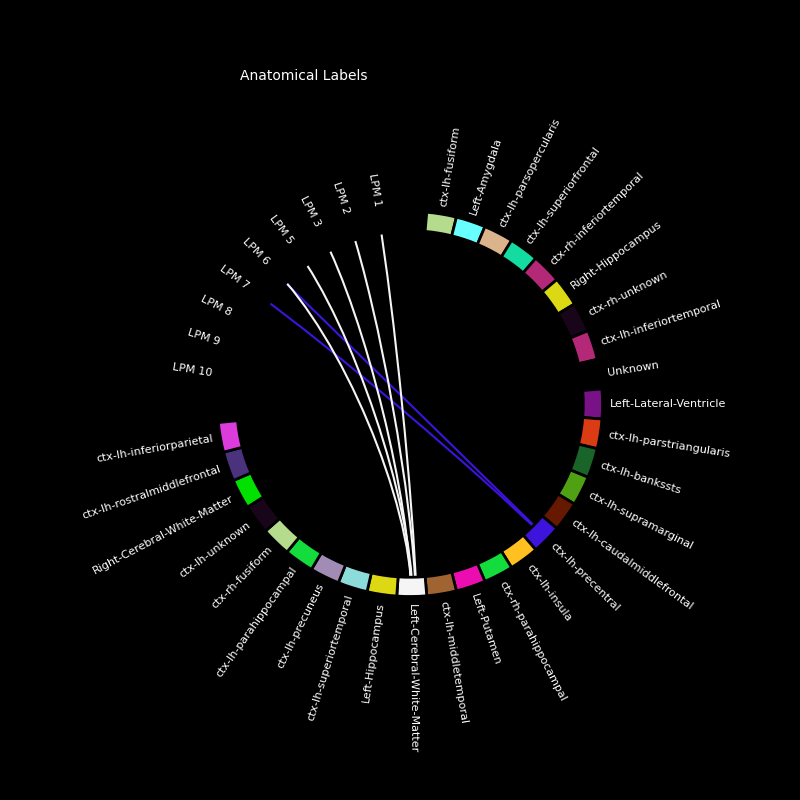 Anatomical Labels
ctx-lh-fusiform
Left-Amygdala
ctx-lh-parsopercularis
ctx-lh-superiorfrontal
ctx-rh-inferiortemporal
Right-Hippocampus
ctx-rh-unknown
ctx-lh-inferiortemporal
Unknown
Left-Lateral-Ventricle
ctx-lh-parstriangularis
ctx-lh-bankssts
ctx-lh-supramarginal
ctx-lh-caudalmiddlefrontal
ctx-lh-precentral
ctx-lh-insula
ctx-rh-parahippocampal
Left-Putamen
ctx-lh-middletemporal
Left-Cerebral-White-Matter
Left-Hippocampus
ctx-lh-superiortemporal
ctx-lh-precuneus
ctx-lh-parahippocampal
ctx-rh-fusiform
ctx-lh-unknown
Right-Cerebral-White-Matter
ctx-lh-rostralmiddlefrontal
ctx-lh-inferiorparietal
LPM 10
LPM 9
LPM 8
LPM 7
LPM 6
LPM 5
LPM 3
LPM 2
LPM 1